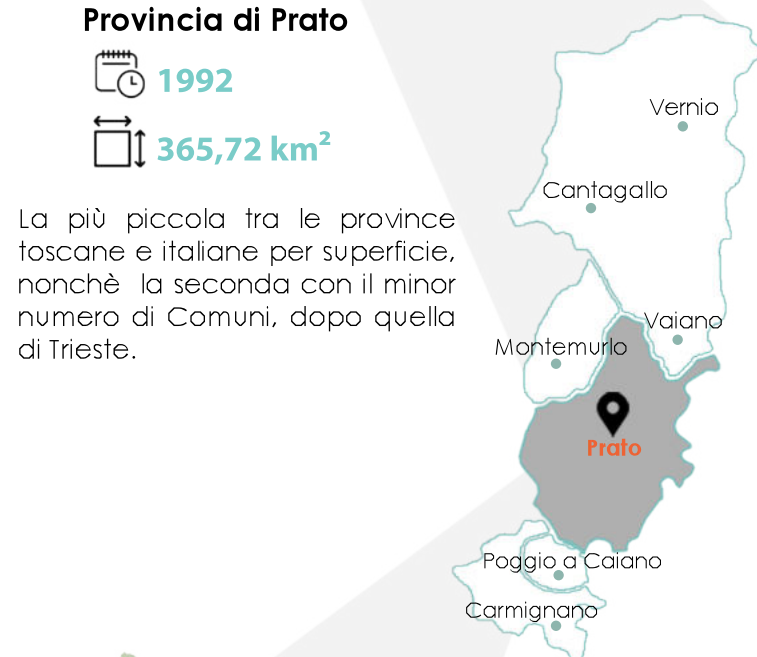 Provincia di Prato
1992
365,72 km²
La più piccola tra le province
toscane e italiane per superficie,
nonchè la seconda con il minor
numero di Comuni, dopo quella
di Trieste.
Vernio
Cantagallo
Vaiano
Montemurlo
Prato
Poggio a Caiano
Carmignano